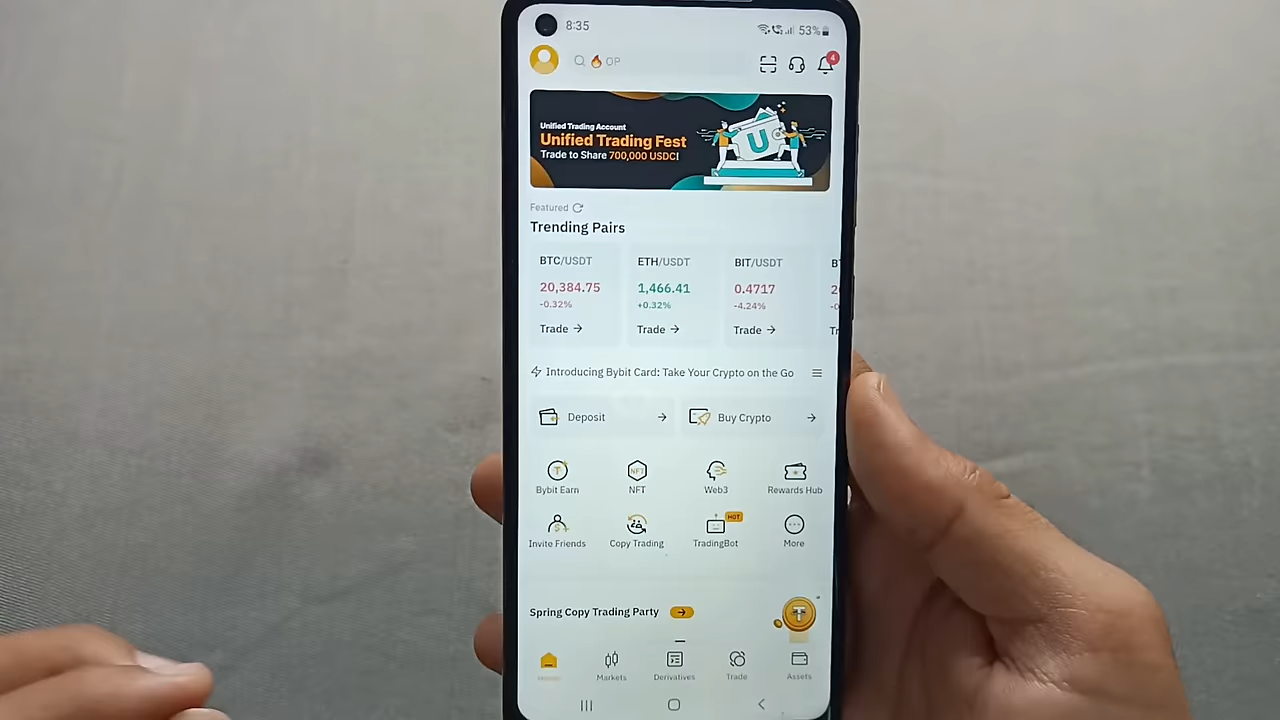 8:35
53%
OP
4
Unified Trading Account
Unified Trading Fest
Trade to Share 700,000 USDC!
U
Featured
Trending Pairs
BTC/USDT
ETH/USDT
BIT/USDT
20,384.75
1,466.41
0.4717
-0.32%
+0.32%
-4.24%
Trade →
Trade →
Trade →
Introducing Bybit Card: Take Your Crypto on the Go
Deposit →
Buy Crypto →
NFT
Bybit Earn
NFT
Web3
Rewards Hub
HOT
Invite Friends
Copy Trading
TradingBot
More
Spring Copy Trading Party →
Home
Markets
Derivatives
Trade
Assets